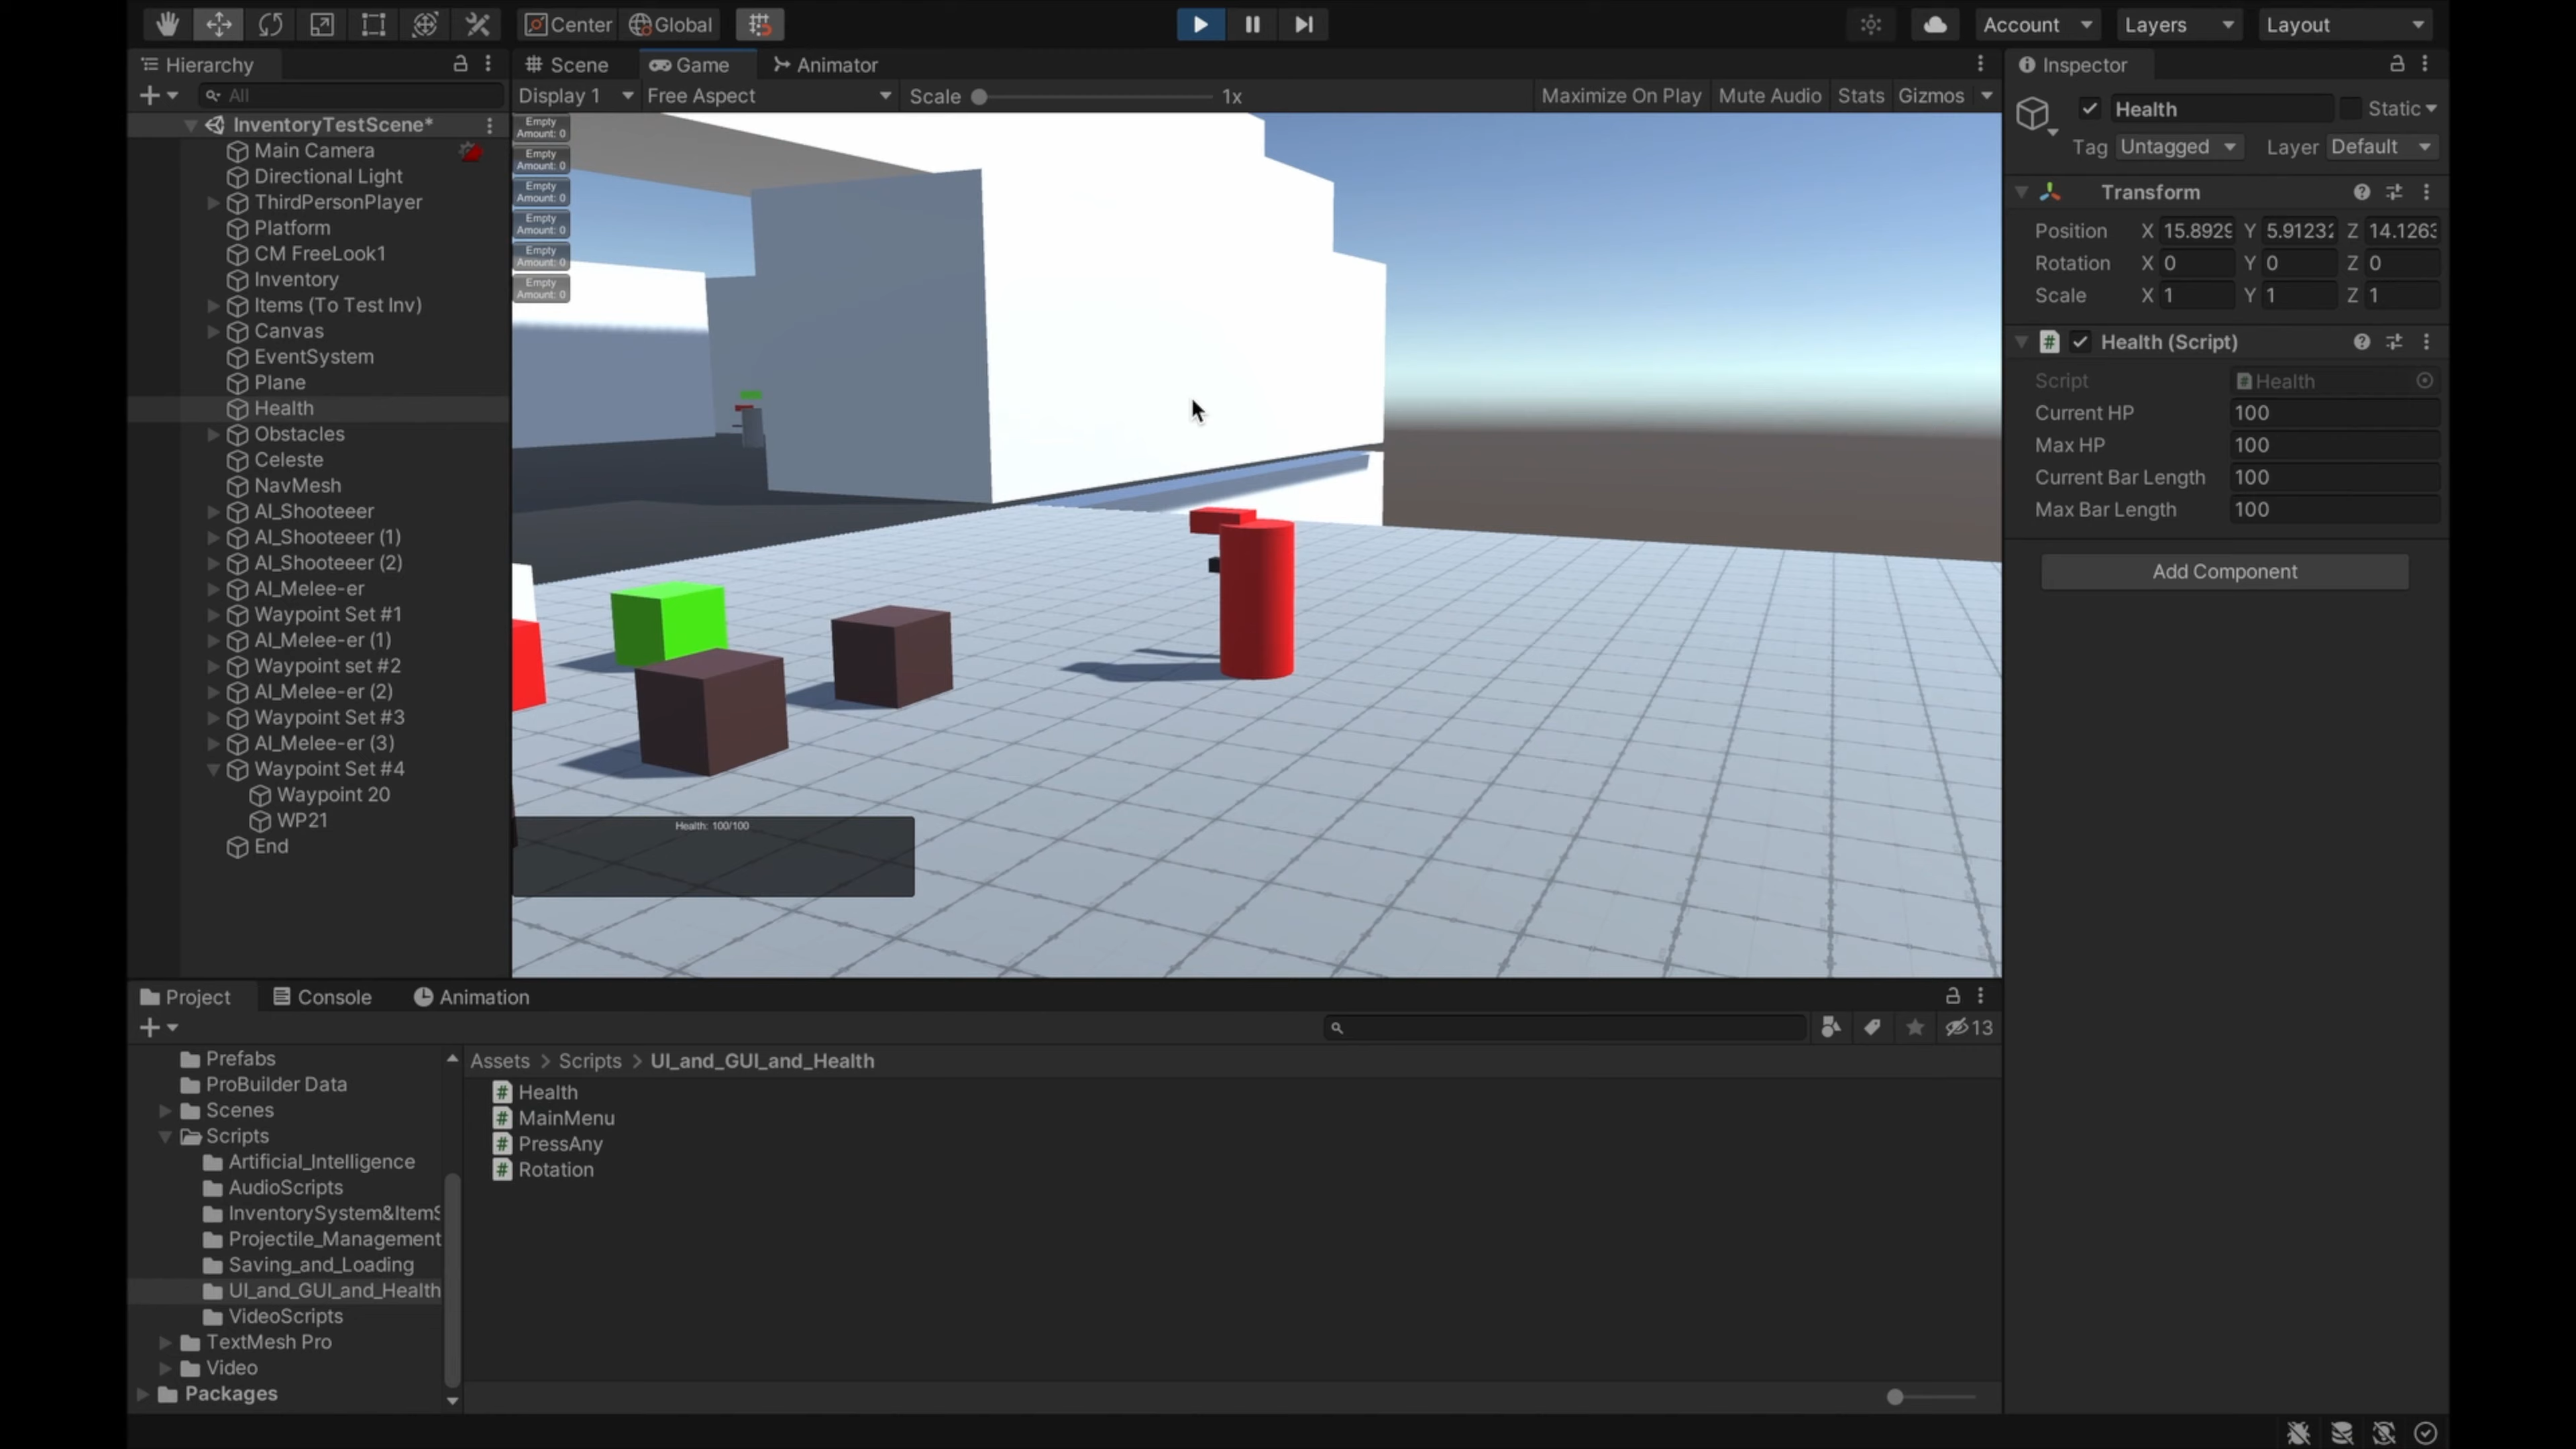 Center
Global
Account
Layers
Layout
Hierarchy
All
InventoryTestScene*
Main Camera
Directional Light
ThirdPersonPlayer
Platform
CM FreeLook1
Inventory
Items (To Test Inv)
Canvas
EventSystem
Plane
Health
Obstacles
Celeste
NavMesh
AI_Shooteeer
AI_Shooteeer (1)
AI_Shooteeer (2)
AI_Melee-er
Waypoint Set #1
AI_Melee-er (1)
Waypoint set #2
AI_Melee-er (2)
Waypoint Set #3
AI_Melee-er (3)
Waypoint Set #4
Waypoint 20
WP21
End
Scene
Game
Animator
Display 1
Free Aspect
Scale
1x
Maximize On Play
Mute Audio
Stats
Gizmos
Empty
Amount: 0
Empty
Amount: 0
Empty
Amount: 0
Empty
Amount: 0
Empty
Amount: 0
Empty
Amount: 0
Health: 100/100
Inspector
Health
Static
Tag Untagged
Layer Default
Transform
Position X 15.8929 Y 5.91232 Z 14.1263
Rotation X 0 Y 0 Z 0
Scale X 1 Y 1 Z 1
Health (Script)
Script Health
Current HP 100
Max HP 100
Current Bar Length 100
Max Bar Length 100
Add Component
Project
Console
Animation
13
Prefabs
ProBuilder Data
Scenes
Scripts
Artificial_Intelligence
AudioScripts
InventorySystem&ItemS
Projectile_Management
Saving_and_Loading
UI_and_GUI_and_Health
VideoScripts
TextMesh Pro
Video
Packages
Assets > Scripts > UI_and_GUI_and_Health
Health
MainMenu
PressAny
Rotation